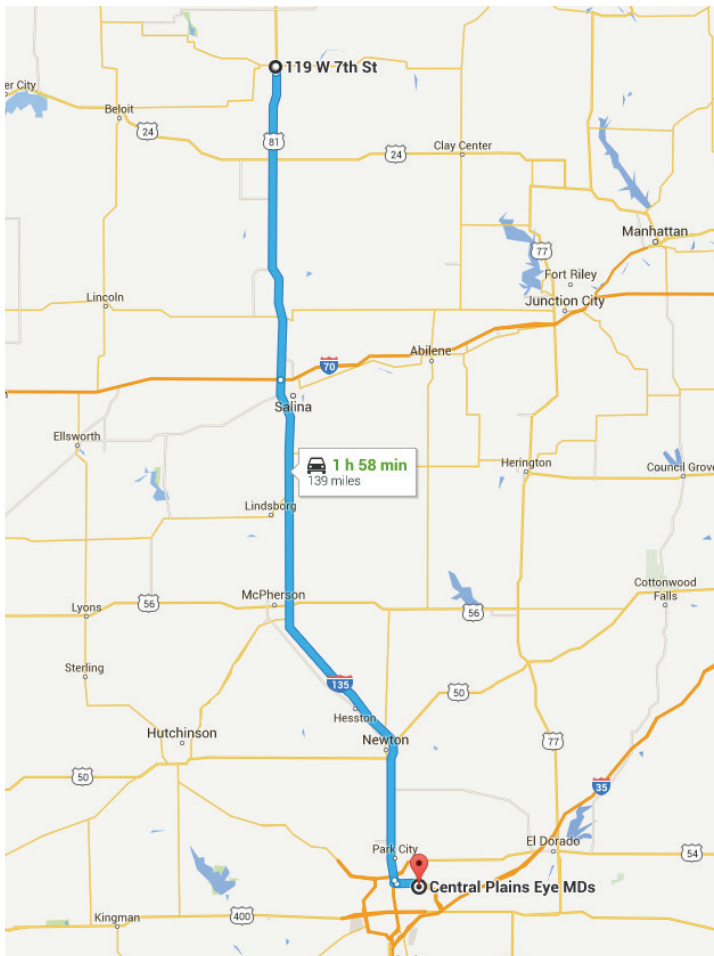 119 W 7th St
er City
Beloit
24
81
24
Clay Center
Manhattan
77
Fort Riley
Junction City
Lincoln
Abilene
70
Salina
Ellsworth
1 h 58 min
139 miles
Herington
Council Grove
Lindsborg
McPherson
56
Lyons
56
Cottonwood
Falls
Sterling
135
50
Hesston
Hutchinson
Newton
77
50
35
El Dorado
Park City
54
Central Plains Eye MDs
Kingman
400